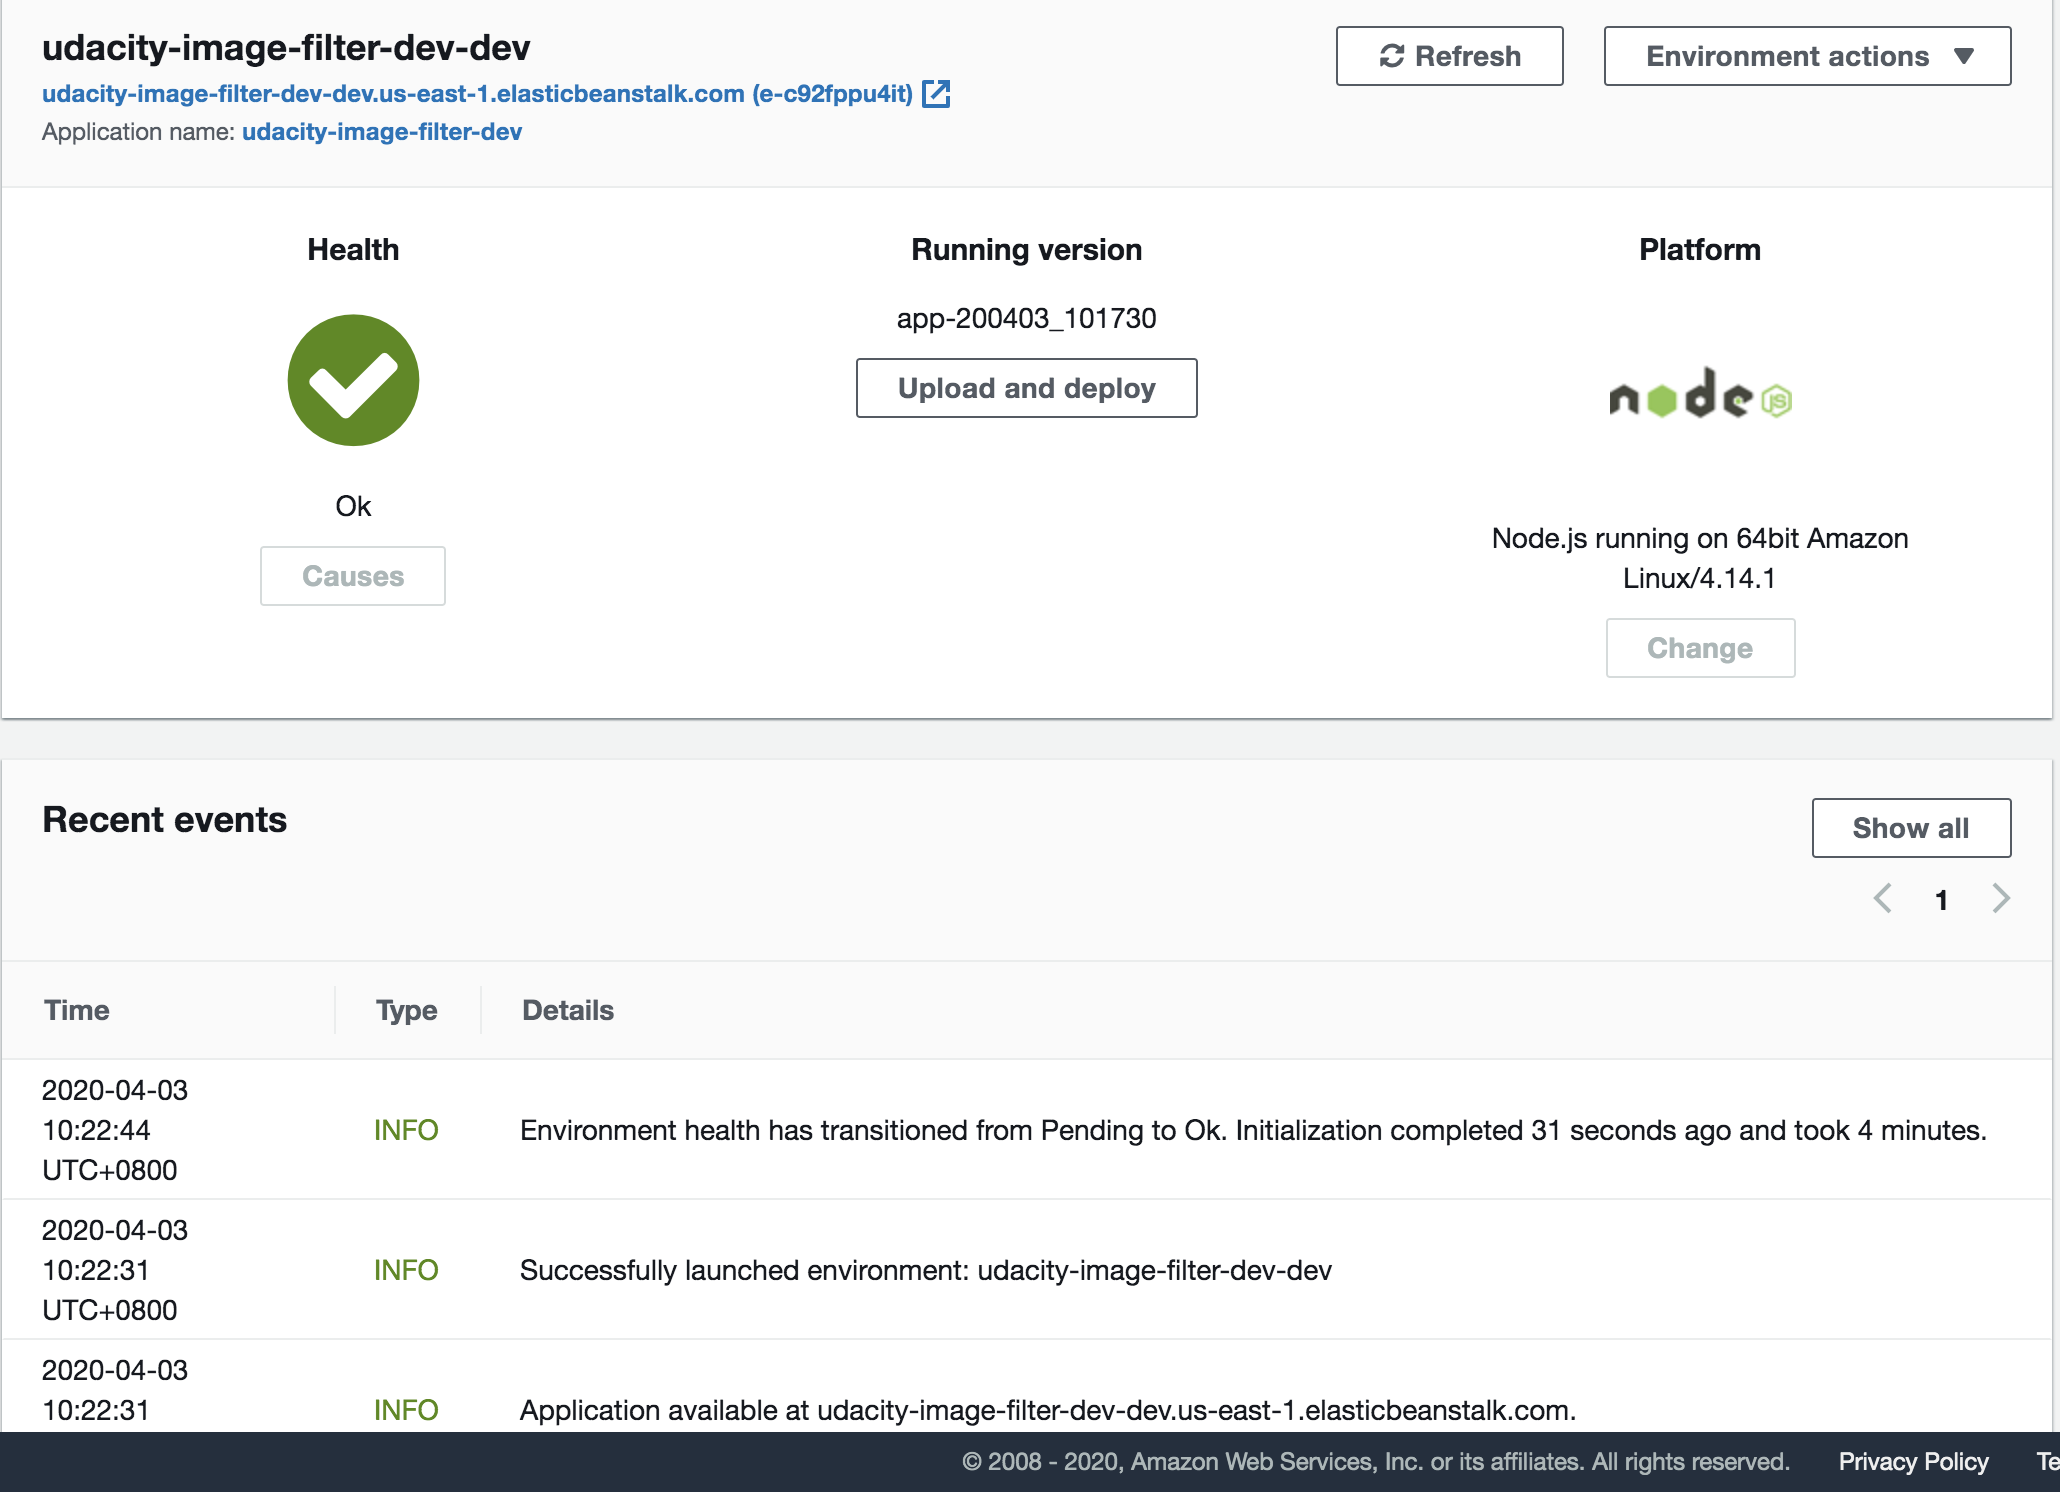 udacity-image-filter-dev-dev
Refresh
Environment actions
udacity-image-filter-dev-dev.us-east-1.elasticbeanstalk.com (e-c92fppu4it)
Application name: udacity-image-filter-dev
Health
Ok
Causes
Running version
app-200403_101730
Upload and deploy
Platform
node JS
Node.js running on 64bit Amazon
Linux/4.14.1
Change
Recent events
Show all
1
Time
Type
Details
2020-04-03
10:22:44
UTC+0800
INFO
Environment health has transitioned from Pending to Ok. Initialization completed 31 seconds ago and took 4 minutes.
2020-04-03
10:22:31
UTC+0800
INFO
Successfully launched environment: udacity-image-filter-dev-dev
2020-04-03
10:22:31
INFO
Application available at udacity-image-filter-dev-dev.us-east-1.elasticbeanstalk.com.
© 2008 - 2020, Amazon Web Services, Inc. or its affiliates. All rights reserved.
Privacy Policy
Te